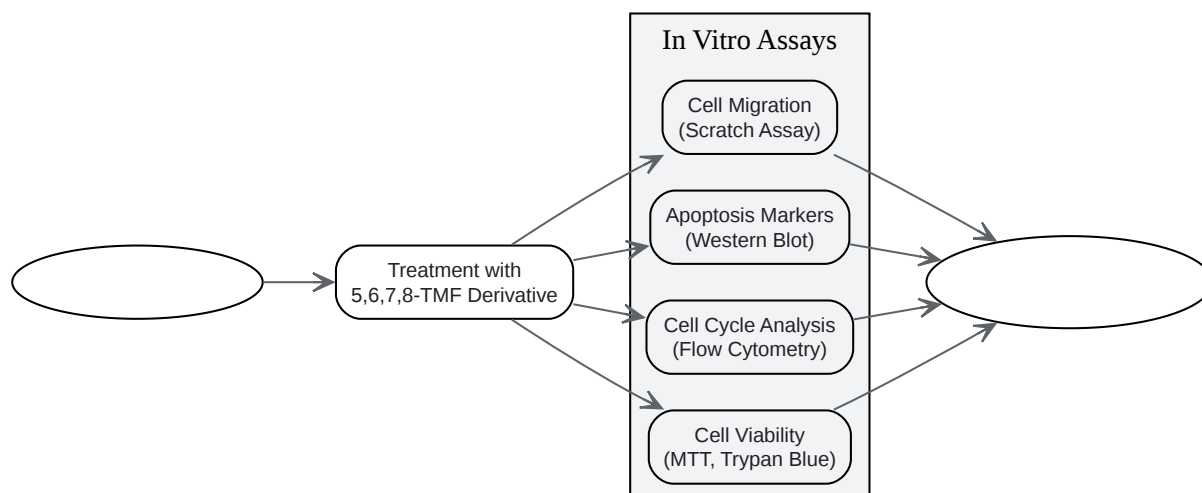 In Vitro Assays
Cell Migration
(Scratch Assay)
Apoptosis Markers
(Western Blot)
Treatment with
5,6,7,8-TMF Derivative
Cell Cycle Analysis
(Flow Cytometry)
Cell Viability
(MTT, Trypan Blue)